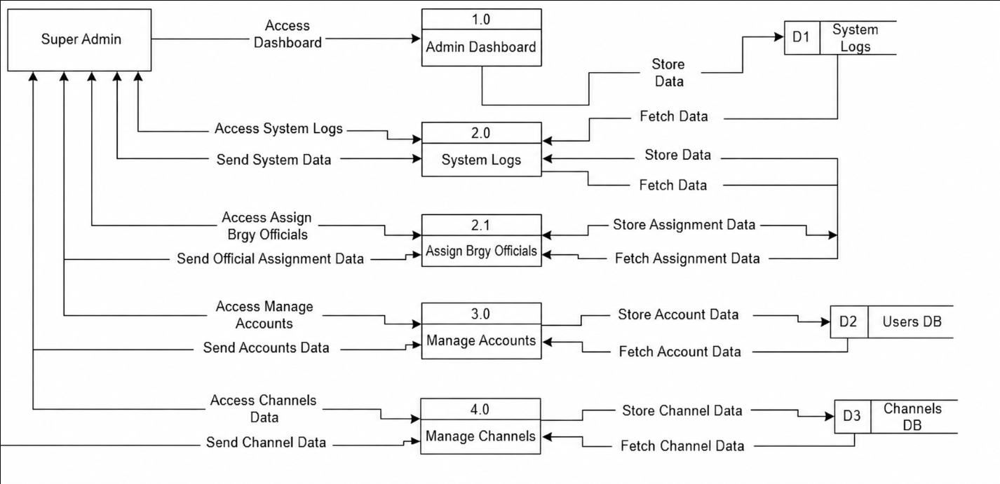 Super Admin
Access
Dashboard
1.0
Admin Dashboard
Store
Data
D1
System
Logs
Access System Logs
2.0
System Logs
Fetch Data
Send System Data
Store Data
Fetch Data
Access Assign
Brgy Officials
2.1
Assign Brgy Officials
Store Assignment Data
Send Official Assignment Data
Fetch Assignment Data
Access Manage
Accounts
3.0
Manage Accounts
Store Account Data
D2
Users DB
Send Accounts Data
Fetch Account Data
Access Channels
Data
4.0
Manage Channels
Store Channel Data
D3
Channels
DB
Send Channel Data
Fetch Channel Data